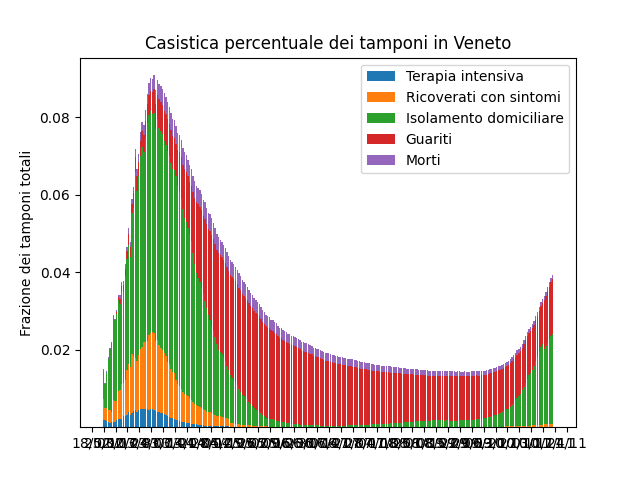 Casistica percentuale dei tamponi in Veneto
Terapia intensiva
Ricoverati con sintomi
Isolamento domiciliare
Guariti
Morti
Frazione dei tamponi totali
0.08
0.06
0.04
0.02